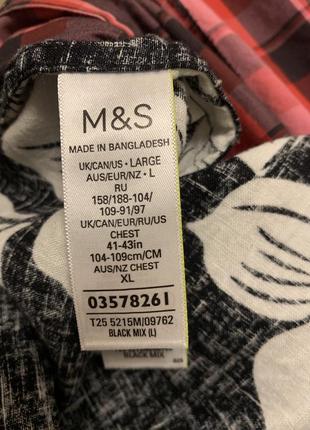 M&S
MADE IN BANGLADESH
UK/CAN/US · LARGE
AUS/EUR/NZ · L
RU
158/188-104/
109-91/97
UK/CAN/EUR/RU/US
CHEST
41-43in
104-109cm/CM
AUS/NZ CHEST
XL
03578261
T25 5215M/09762
BLACK MIX (L)